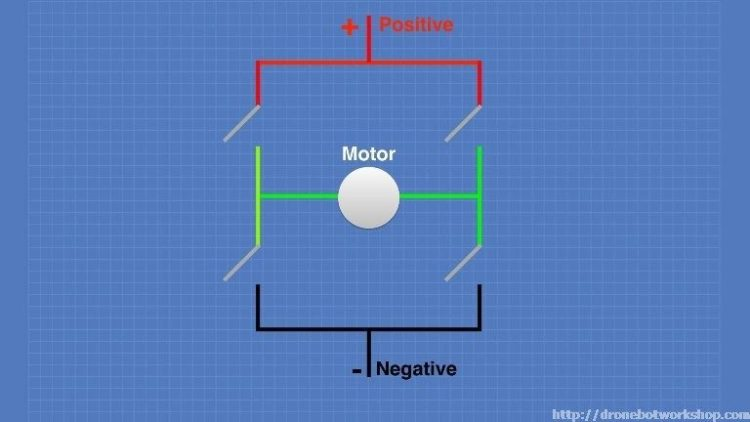 + Positive
Motor
- Negative
http://dronebotworkshop.com